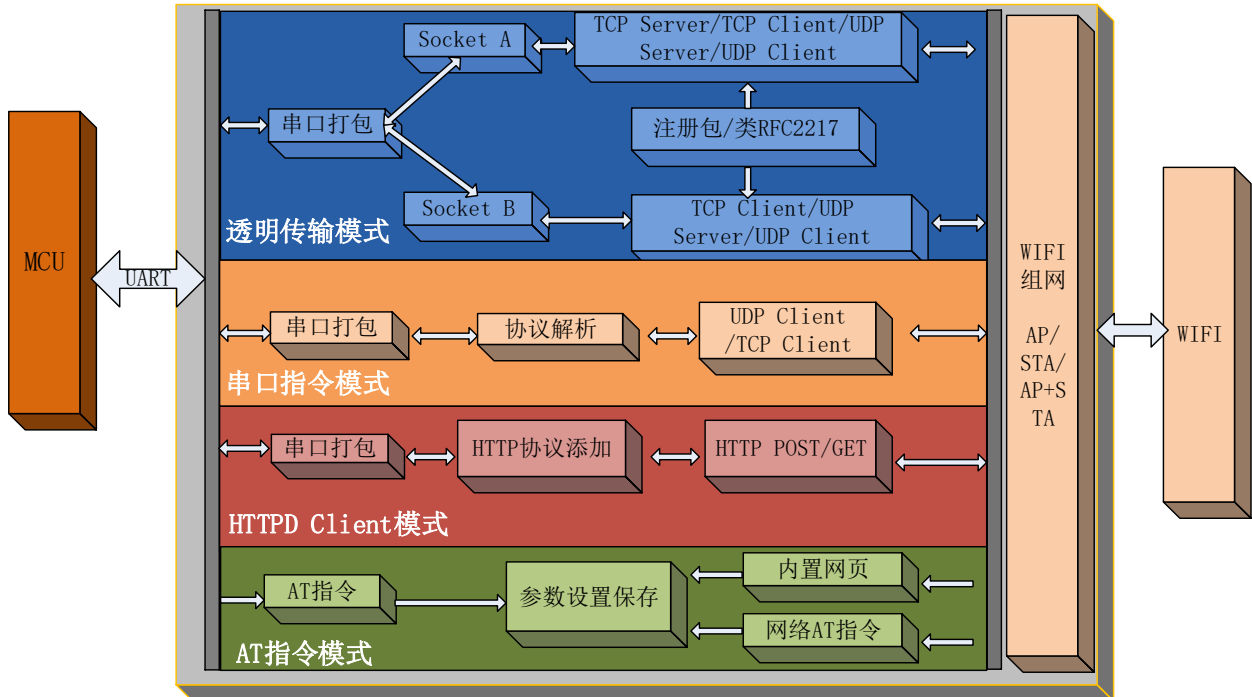 MCU
UART
Socket A
TCP Server/TCP Client/UDP
Server/UDP Client
串口打包
注册包/类RFC2217
Socket B
TCP Client/UDP
Server/UDP Client
透明传输模式
串口打包
协议解析
UDP Client
/TCP Client
串口指令模式
串口打包
HTTP协议添加
HTTP POST/GET
HTTPD Client模式
AT指令
参数设置保存
内置网页
网络AT指令
AT指令模式
WIFI
组网
AP/
STA/
AP+S
TA
WIFI